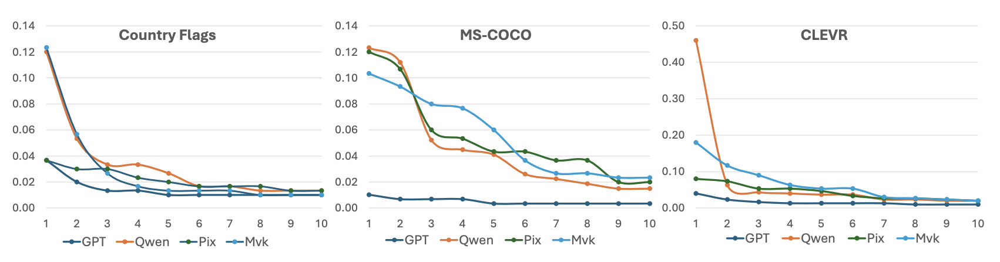 Country Flags
0.14
0.12
0.10
0.08
0.06
0.04
0.02
0.00
1 2 3 4 5 6 7 8 9 10
GPT Qwen Pix Mvk
MS-COCO
0.14
0.12
0.10
0.08
0.06
0.04
0.02
0.00
1 2 3 4 5 6 7 8 9 10
GPT Qwen Pix Mvk
CLEVR
0.50
0.40
0.30
0.20
0.10
0.00
1 2 3 4 5 6 7 8 9 10
GPT Qwen Pix Mvk